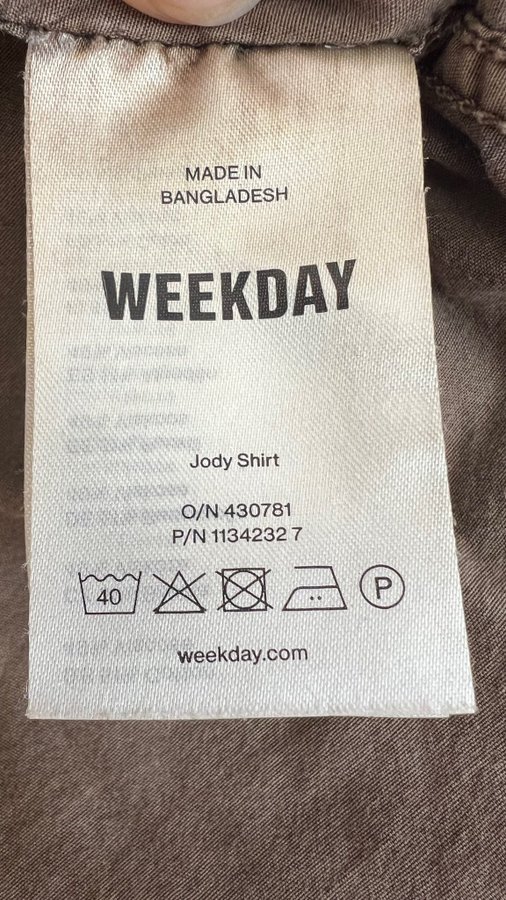 MADE IN
BANGLADESH
WEEKDAY
Jody Shirt
O/N 430781
P/N 1134232 7
40
P
weekday.com